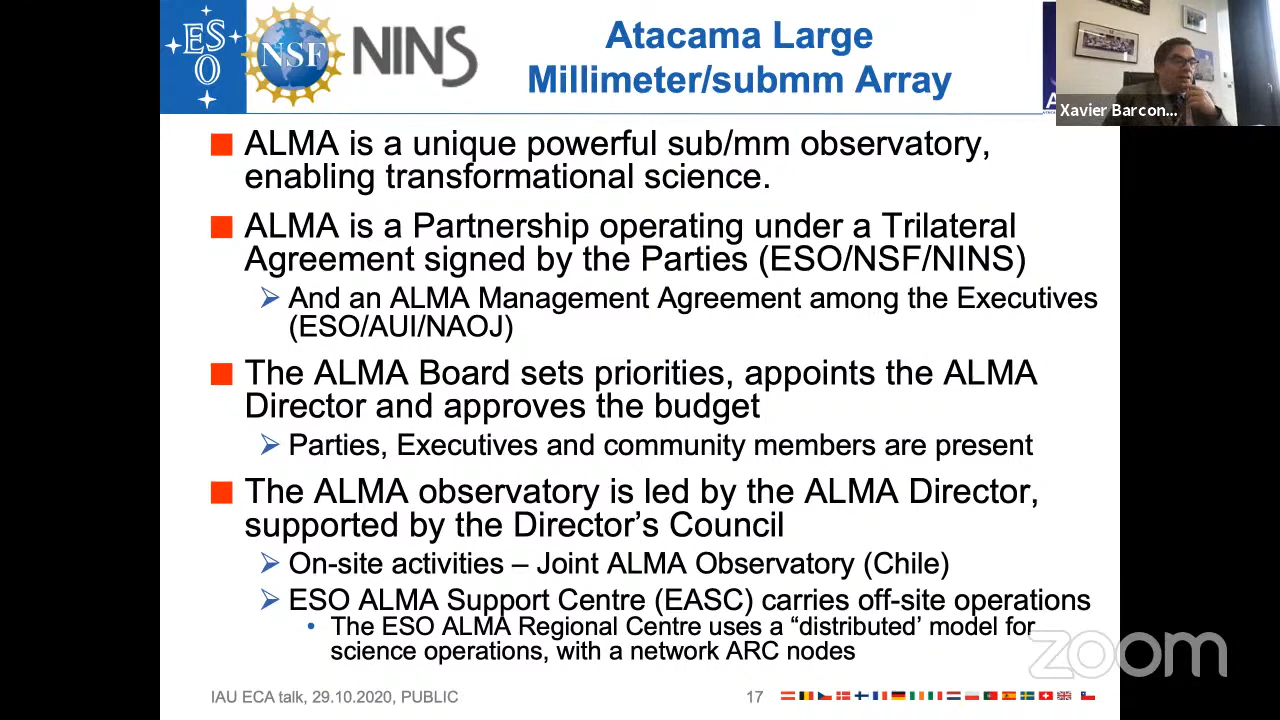 ESO
NSF
NINS
Atacama Large
Millimeter/submm Array
A
Xavier Barcon...
ALMA is a unique powerful sub/mm observatory,
enabling transformational science.
ALMA is a Partnership operating under a Trilateral
Agreement signed by the Parties (ESO/NSF/NINS)
And an ALMA Management Agreement among the Executives
(ESO/AUI/NAOJ)
The ALMA Board sets priorities, appoints the ALMA
Director and approves the budget
Parties, Executives and community members are present
The ALMA observatory is led by the ALMA Director,
supported by the Director’s Council
On-site activities – Joint ALMA Observatory (Chile)
ESO ALMA Support Centre (EASC) carries off-site operations
The ESO ALMA Regional Centre uses a “distributed’ model for
science operations, with a network ARC nodes
zoom
IAU ECA talk, 29.10.2020, PUBLIC
17